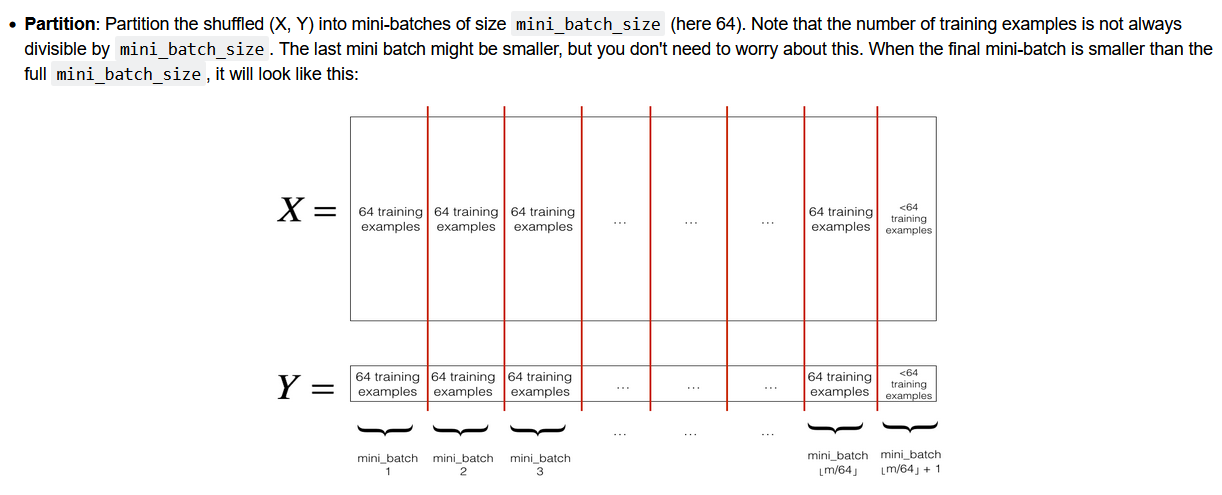 • Partition: Partition the shuffled (X, Y) into mini-batches of size mini_batch_size (here 64). Note that the number of training examples is not always
divisible by mini_batch_size . The last mini batch might be smaller, but you don't need to worry about this. When the final mini-batch is smaller than the
full mini_batch_size , it will look like this:
X =
64 training 64 training 64 training ... ... ... 64 training <64
examples examples examples examples training
examples
Y =
64 training 64 training 64 training ... ... ... 64 training <64
examples examples examples examples training
examples
... ... ...
mini_batch mini_batch mini_batch mini_batch mini_batch
1 2 3 ⌊m/64⌋ ⌊m/64⌋ + 1